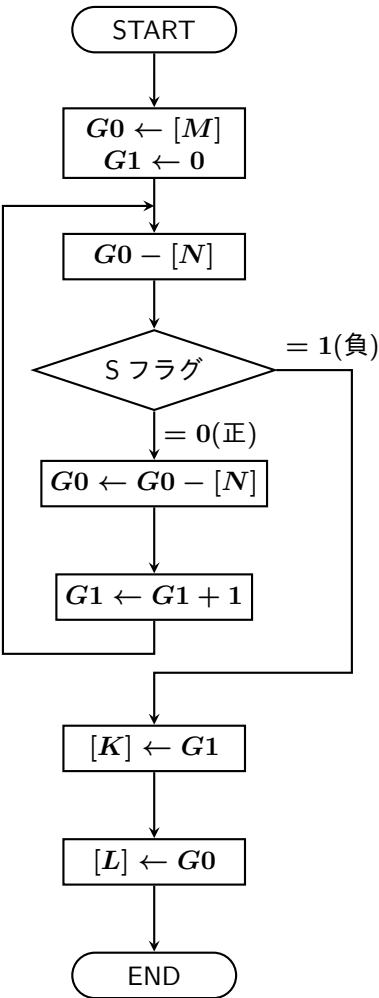 START
G0 ← [M]
G1 ← 0
G0 − [N]
S フラグ
= 1(負)
= 0(正)
G0 ← G0 − [N]
G1 ← G1 + 1
[K] ← G1
[L] ← G0
END